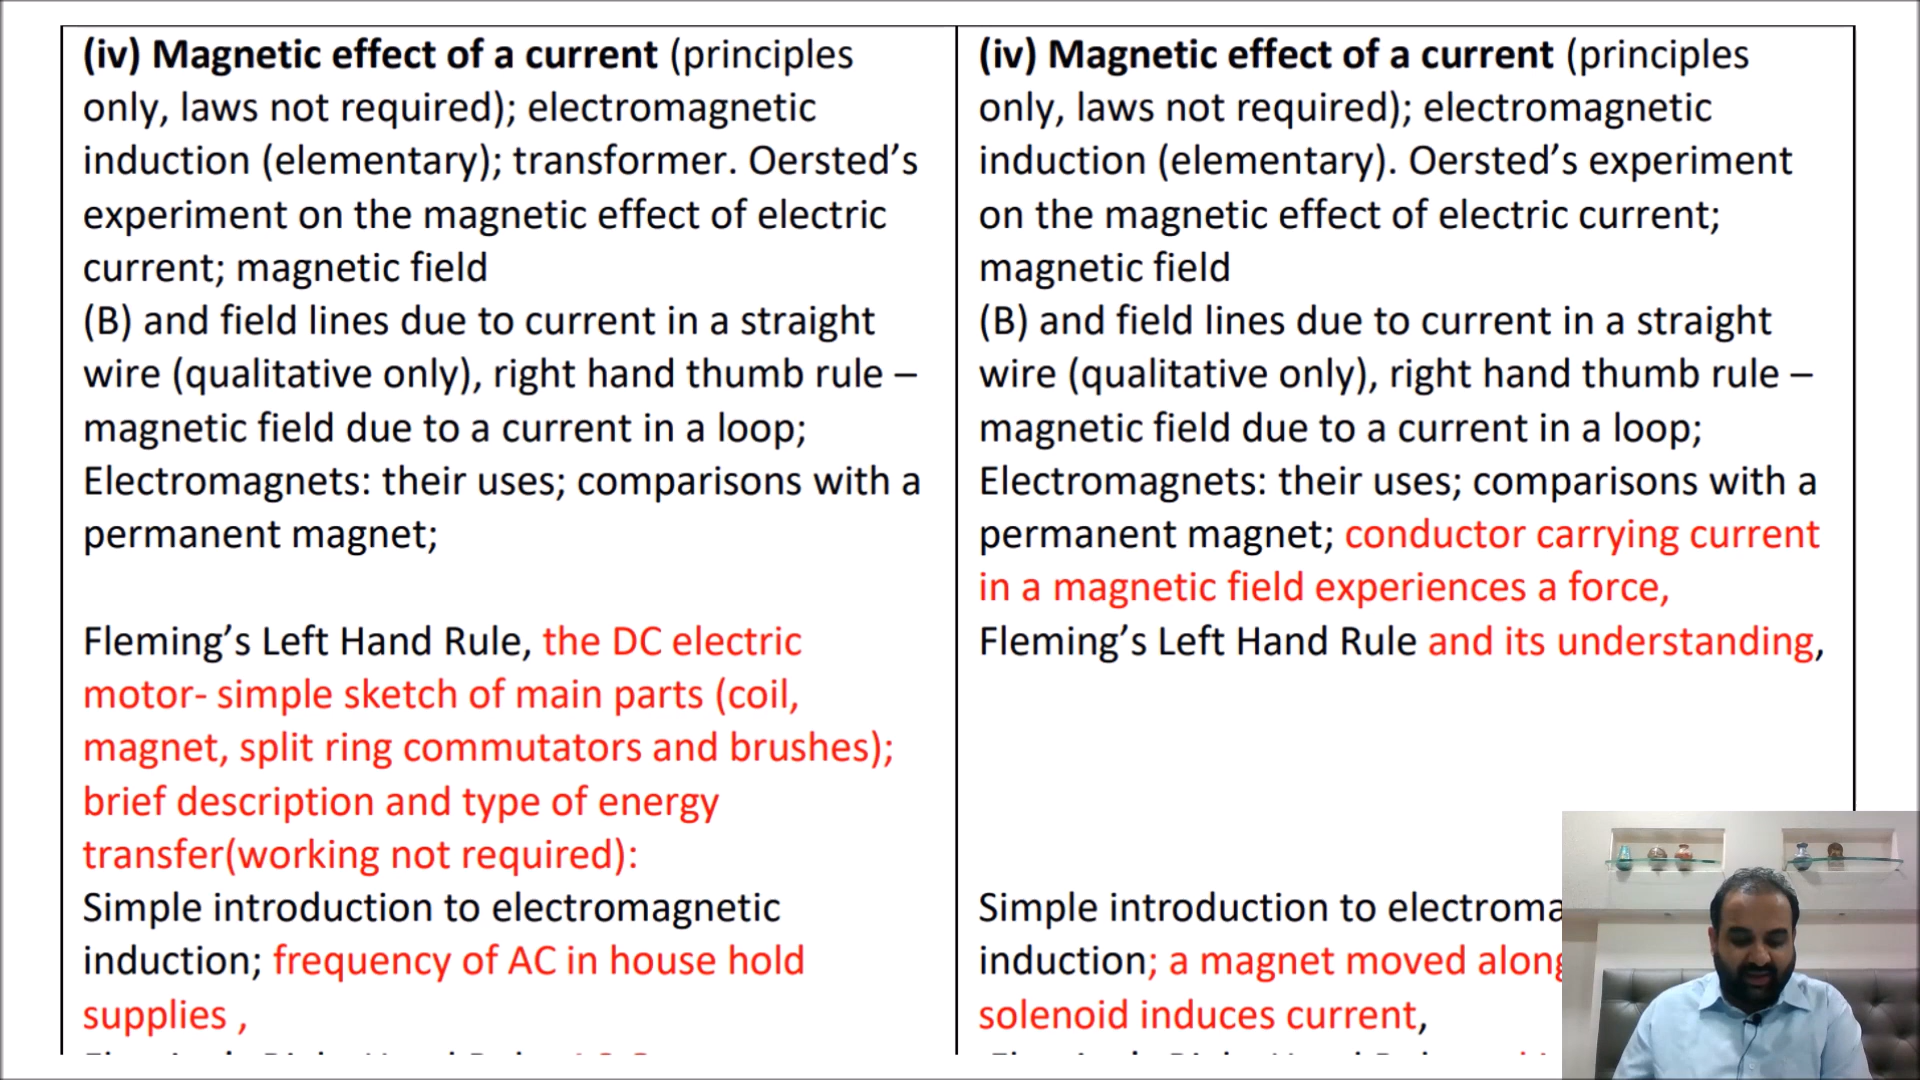 (iv) Magnetic effect of a current (principles
only, laws not required); electromagnetic
induction (elementary); transformer. Oersted’s
experiment on the magnetic effect of electric
current; magnetic field
(B) and field lines due to current in a straight
wire (qualitative only), right hand thumb rule –
magnetic field due to a current in a loop;
Electromagnets: their uses; comparisons with a
permanent magnet;
Fleming’s Left Hand Rule, the DC electric
motor- simple sketch of main parts (coil,
magnet, split ring commutators and brushes);
brief description and type of energy
transfer(working not required):
Simple introduction to electromagnetic
induction; frequency of AC in house hold
supplies ,
(iv) Magnetic effect of a current (principles
only, laws not required); electromagnetic
induction (elementary). Oersted’s experiment
on the magnetic effect of electric current;
magnetic field
(B) and field lines due to current in a straight
wire (qualitative only), right hand thumb rule –
magnetic field due to a current in a loop;
Electromagnets: their uses; comparisons with a
permanent magnet; conductor carrying current
in a magnetic field experiences a force,
Fleming’s Left Hand Rule and its understanding,
Simple introduction to electroma
induction; a magnet moved along
solenoid induces current,